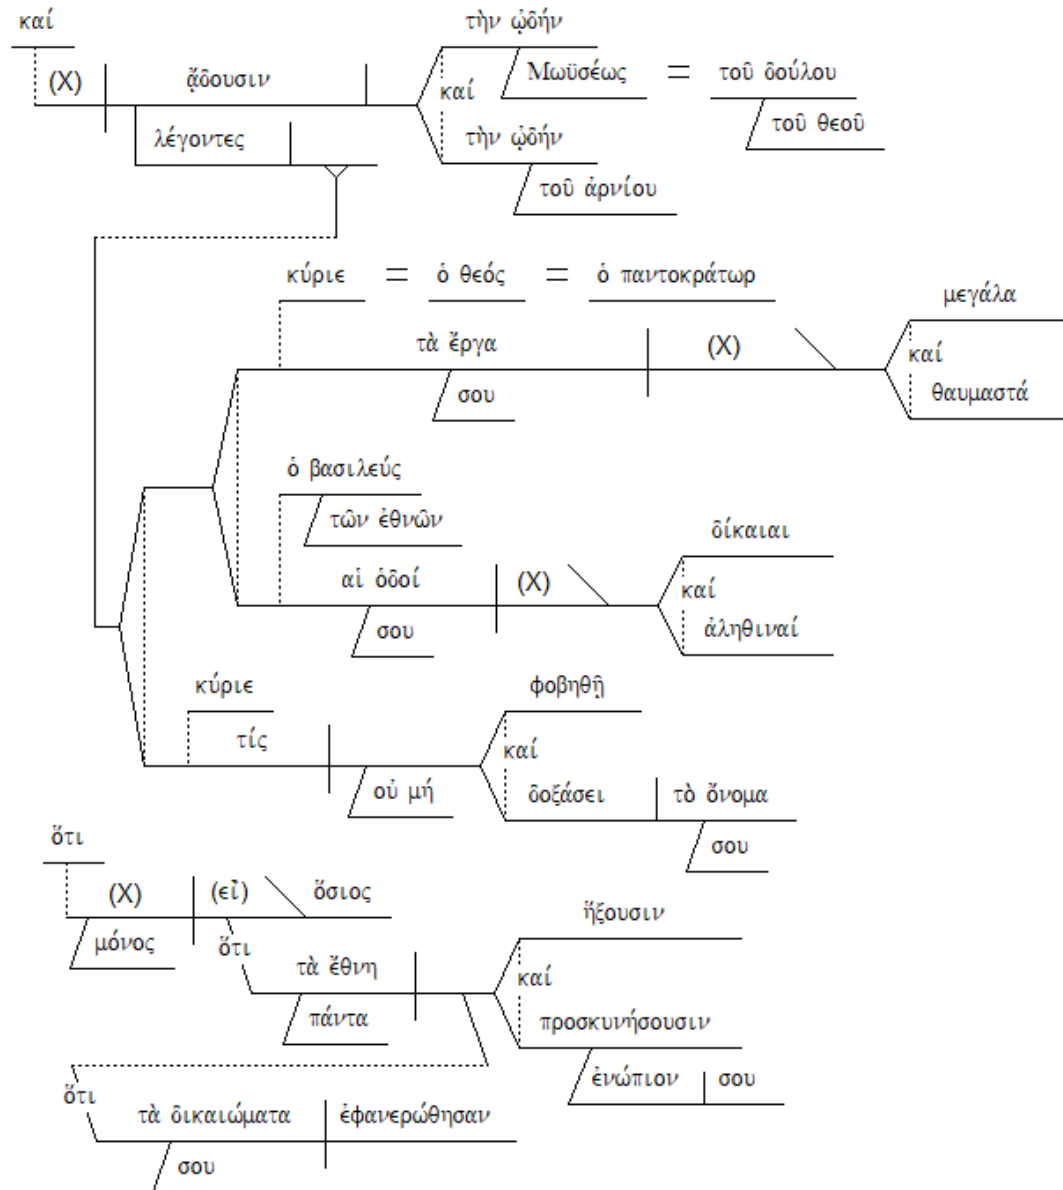 καί
τὴν ᾠδήν
(X) ᾄδουσιν
Μωϋσέως = τοῦ δούλου
καί
τοῦ θεοῦ
λέγοντες
τὴν ᾠδήν
τοῦ ἀρνίου
κύριε = ὁ θεός = ὁ παντοκράτωρ
μεγάλα
τὰ ἔργα (X)
καί
σου
θαυμαστά
ὁ βασιλεύς
τῶν ἐθνῶν
δίκαιαι
αἱ ὁδοί (X)
καί
σου
ἀληθιναί
κύριε
φοβηθῇ
τίς
καί
οὐ μή
δοξάσει τὸ ὄνομα
σου
ὅτι
(X) (εἶ) ὅσιος
μόνος
ὅτι
ἥξουσιν
τὰ ἔθνη
καί
πάντα
προσκυνήσουσιν
ἐνώπιον σου
ὅτι
τὰ δικαιώματα ἐφανερώθησαν
σου